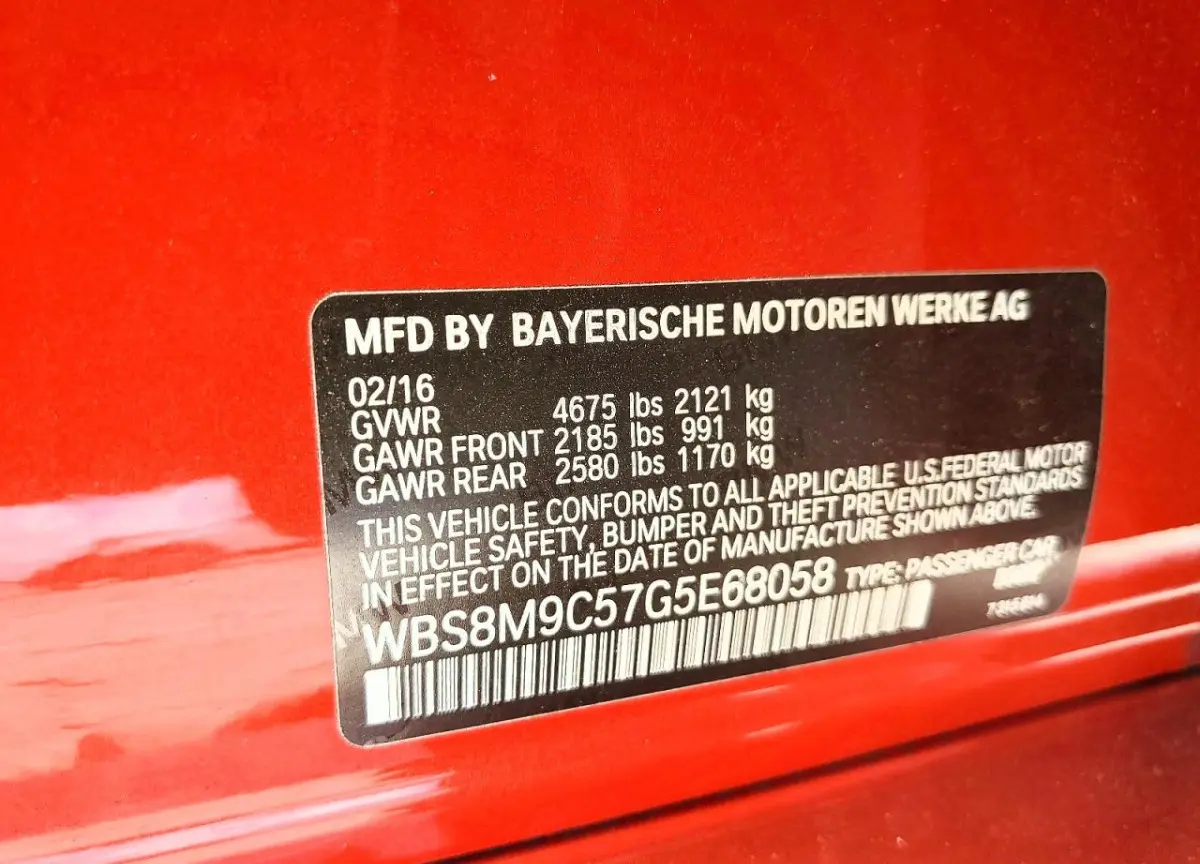 MFD BY BAYERISCHE MOTOREN WERKE AG
02/16
GVWR 4675 lbs 2121 kg
GAWR FRONT 2185 lbs 991 kg
GAWR REAR 2580 lbs 1170 kg
THIS VEHICLE CONFORMS TO ALL APPLICABLE U.S.FEDERAL MOTOR
VEHICLE SAFETY, BUMPER AND THEFT PREVENTION STANDARDS
IN EFFECT ON THE DATE OF MANUFACTURE SHOWN ABOVE.
WBS8M9C57G5E68058 TYPE: PASSENGER CAR